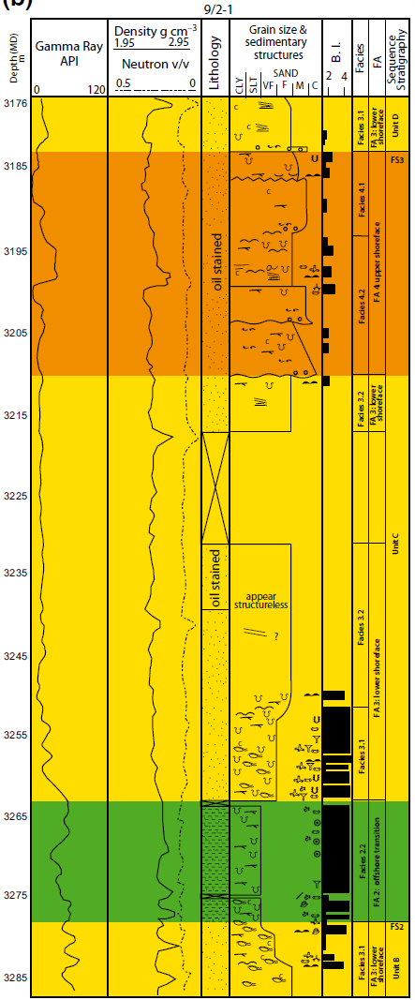 (b)
9/2-1
Depth (MD)
m
Gamma Ray
API
0 120
Density g cm⁻³
1.95 2.95
Neutron v/v
0.5 0
Lithology
Grain size &
sedimentary
structures
SAND
CLY SLT VF F M C
B. I.
2 4
Facies
FA
Sequence
Stratigraphy
3176
3185
3195
3205
3215
3225
3235
3245
3255
3265
3275
3285
oil stained
oil stained
appear
structureless
?
Facies 3.1
Facies 4.1
Facies 4.2
Facies 3.2
Facies 3.2
Facies 3.1
Facies 2.2
Facies 3.1
FA 3: lower
shoreface
FA 4 upper shoreface
FA 3: lower
shoreface
FA 3: lower shoreface
FA 2: offshore transition
FA 3: lower
shoreface
Unit D
FS3
Unit C
FS2
Unit B